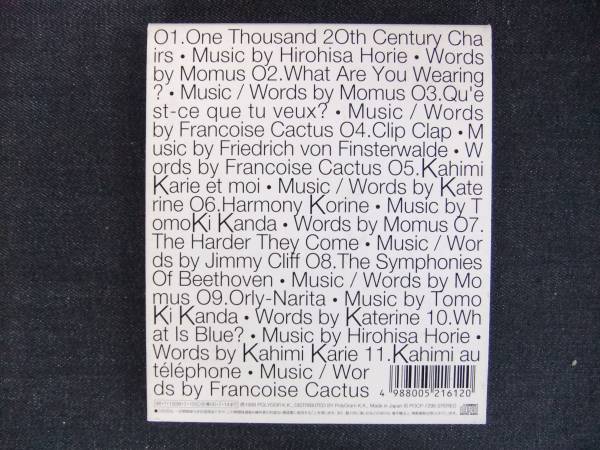 01.One Thousand 20th Century Cha
irs • Music by Hirohisa Horie • Words
by Momus 02.What Are You Wearing
? • Music / Words by Momus 03.Qu'e
st-ce que tu veux? • Music / Words
by Francoise Cactus 04.Clip Clap • M
usic by Friedrich von Finsterwalde • W
ords by Francoise Cactus 05.Kahimi
Karie et moi • Music / Words by Kate
rine 06.Harmony Korine • Music by T
omoKi Kanda • Words by Momus 07.
The Harder They Come • Music / Wor
ds by Jimmy Cliff 08.The Symphonies
Of Beethoven • Music / Words by Mo
mus 09.Orly-Narita • Music by Tomo
Ki Kanda • Words by Katerine 10.Wh
at Is Blue? • Music by Hirohisa Horie •
Words by Kahimi Karie 11.Kahimi au
téléphone • Music / Wor
ds by Francoise Cactus
4 988005 216120